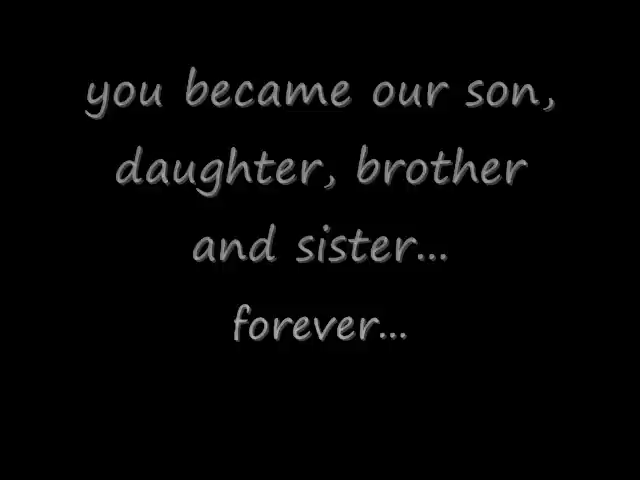 you became our son,
daughter, brother
and sister...
forever...